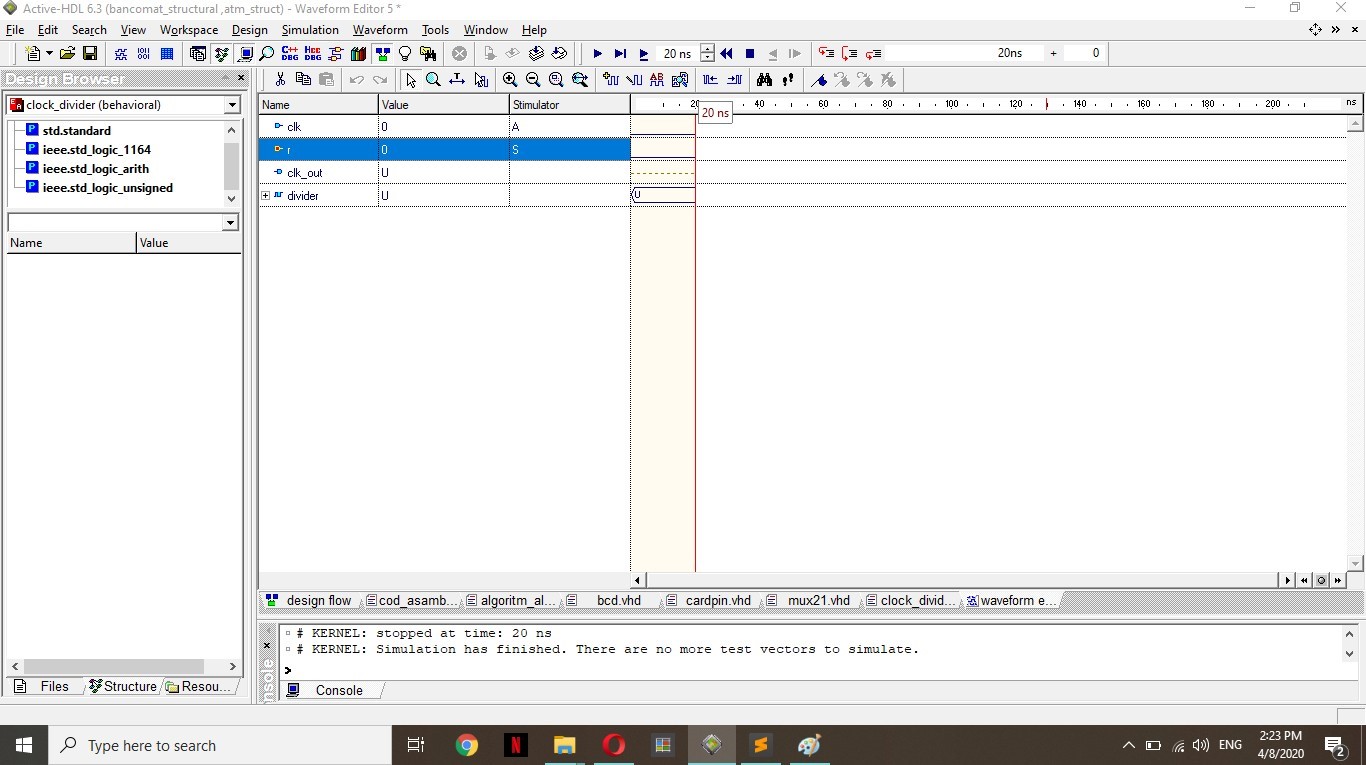 Active-HDL 6.3 (bancomat_structural ,atm_struct) - Waveform Editor 5 *
File Edit Search View Workspace Design Simulation Waveform Tools Window Help
20 ns 20ns + 0
Design Browser
clock_divider (behavioral)
std.standard
ieee.std_logic_1164
ieee.std_logic_arith
ieee.std_logic_unsigned
Name Value
Name Value Stimulator
20 40 60 80 100 120 140 160 180 200 ns
20 ns
clk 0 A
r 0 S
clk_out U
divider U U
design flow cod_asamb... algoritm_al... bcd.vhd cardpin.vhd mux21.vhd clock_divid... waveform e...
# KERNEL: stopped at time: 20 ns
# KERNEL: Simulation has finished. There are no more test vectors to simulate.
>
Console
Files Structure Resou...
Type here to search
ENG
2:23 PM
4/8/2020
2